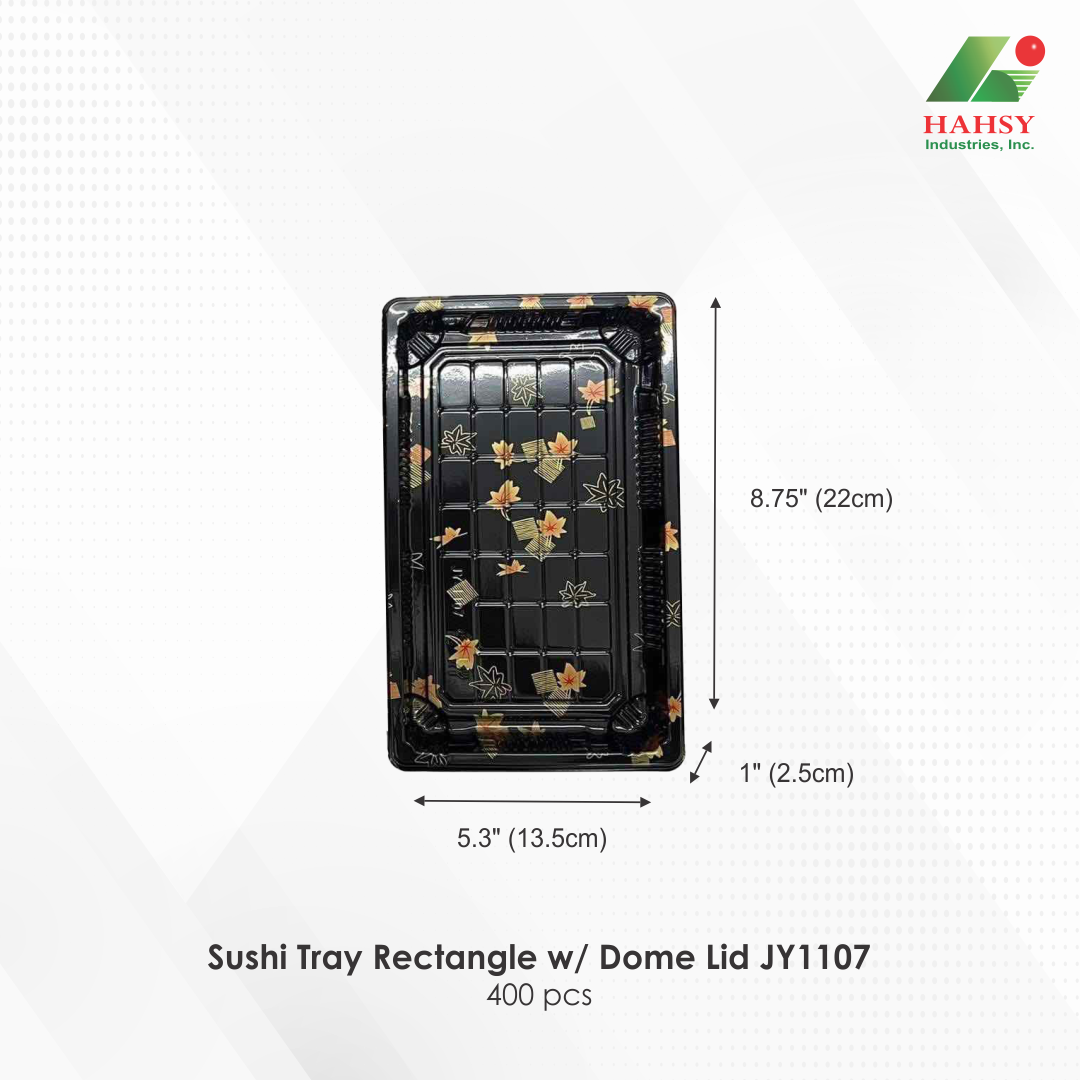 HAHSY
Industries, Inc.
8.75" (22cm)
1" (2.5cm)
5.3" (13.5cm)
Sushi Tray Rectangle w/ Dome Lid JY1107
400 pcs